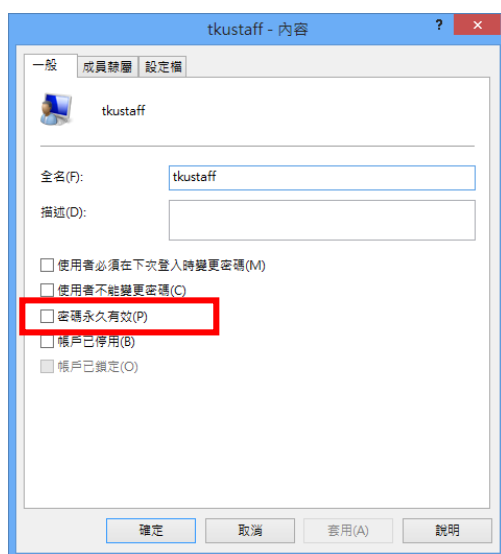 tkustaff - 內容
?
一般 成員隸屬 設定檔
tkustaff
全名(F): tkustaff
描述(D):
使用者必須在下次登入時變更密碼(M)
使用者不能變更密碼(C)
密碼永久有效(P)
帳戶已停用(B)
帳戶已鎖定(O)
確定 取消 套用(A) 說明